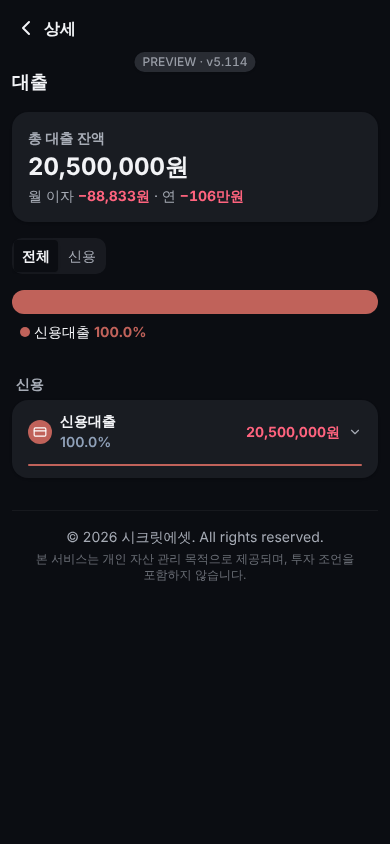 상세
PREVIEW · v5.114
대출
총 대출 잔액
20,500,000원
월 이자 −88,833원 · 연 −106만원
전체 신용
신용대출 100.0%
신용
신용대출
100.0%
20,500,000원
© 2026 시크릿에셋. All rights reserved.
본 서비스는 개인 자산 관리 목적으로 제공되며, 투자 조언을
포함하지 않습니다.